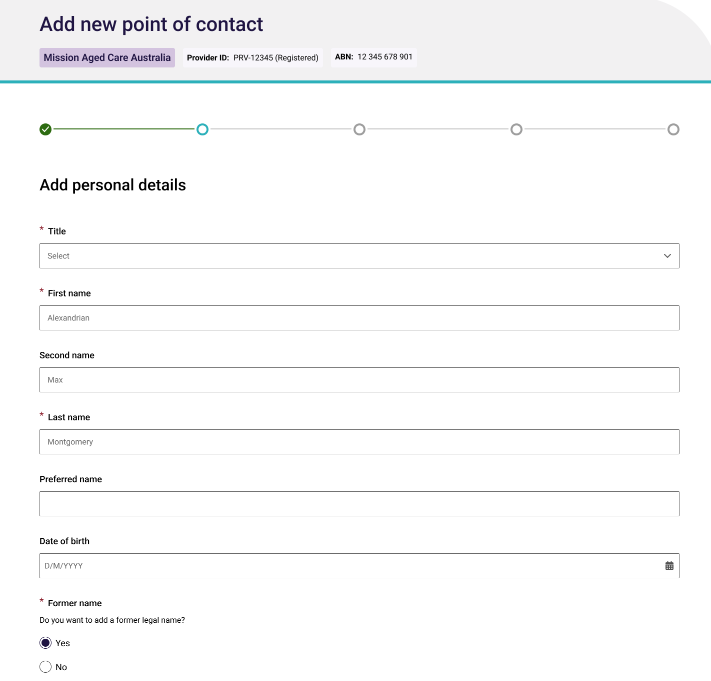 Add new point of contact
Mission Aged Care Australia Provider ID: PRV-12345 (Registered) ABN: 12 345 678 901
Add personal details
* Title
Select
* First name
Alexandrian
Second name
Max
* Last name
Montgomery
Preferred name
Date of birth
D/M/YYYY
* Former name
Do you want to add a former legal name?
Yes
No